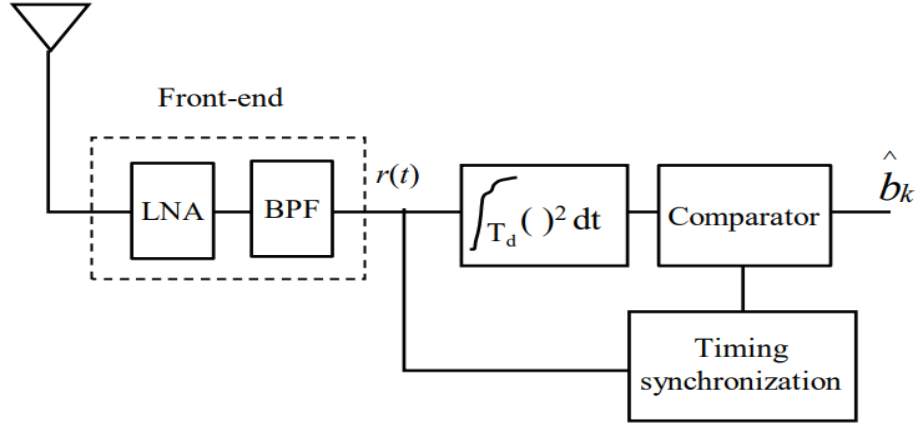 Front-end
LNA
BPF
r(t)
∫T_d ( )² dt
Comparator
b̂_k
Timing
synchronization